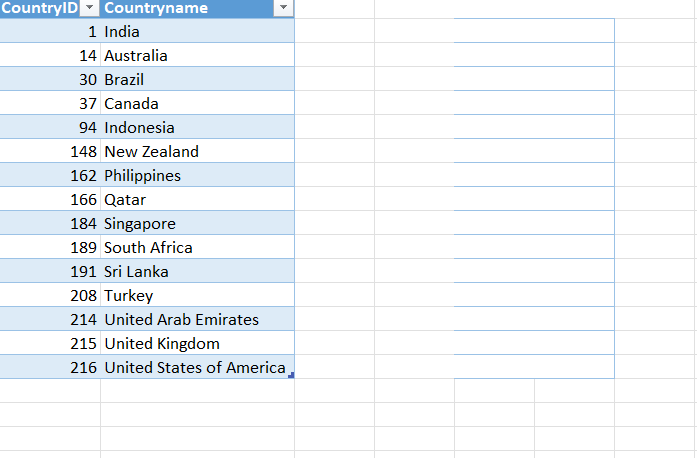 CountryID Countryname
1 India
14 Australia
30 Brazil
37 Canada
94 Indonesia
148 New Zealand
162 Philippines
166 Qatar
184 Singapore
189 South Africa
191 Sri Lanka
208 Turkey
214 United Arab Emirates
215 United Kingdom
216 United States of America